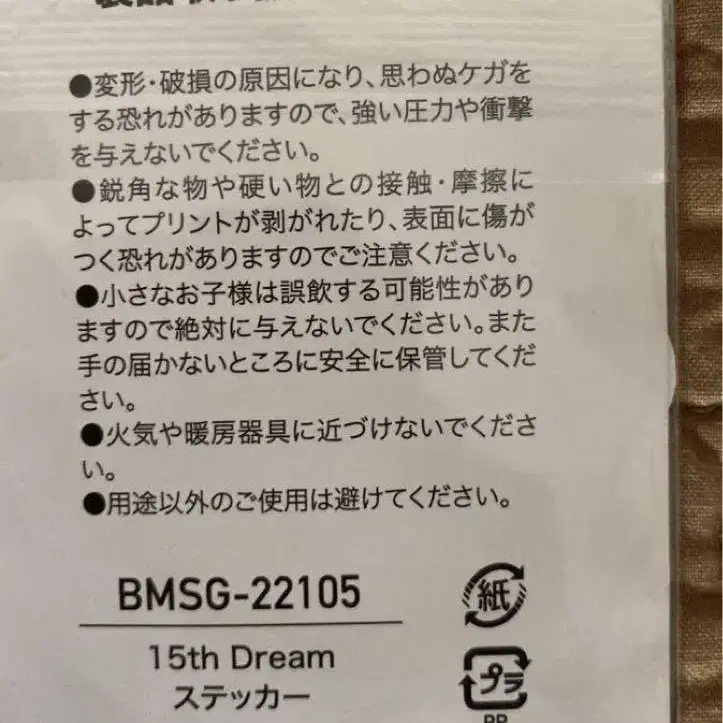 ●変形・破損の原因になり、思わぬケガを
する恐れがありますので、強い圧力や衝撃
を与えないでください。
●鋭角な物や硬い物との接触・摩擦に
よってプリントが剥がれたり、表面に傷が
つく恐れがありますのでご注意ください。
●小さなお子様は誤飲する可能性があり
ますので絶対に与えないでください。また
手の届かないところに安全に保管してくだ
さい。
●火気や暖房器具に近づけないでくださ
い。
●用途以外のご使用は避けてください。
BMSG-22105
紙
15th Dream
ステッカー
プラ
PP